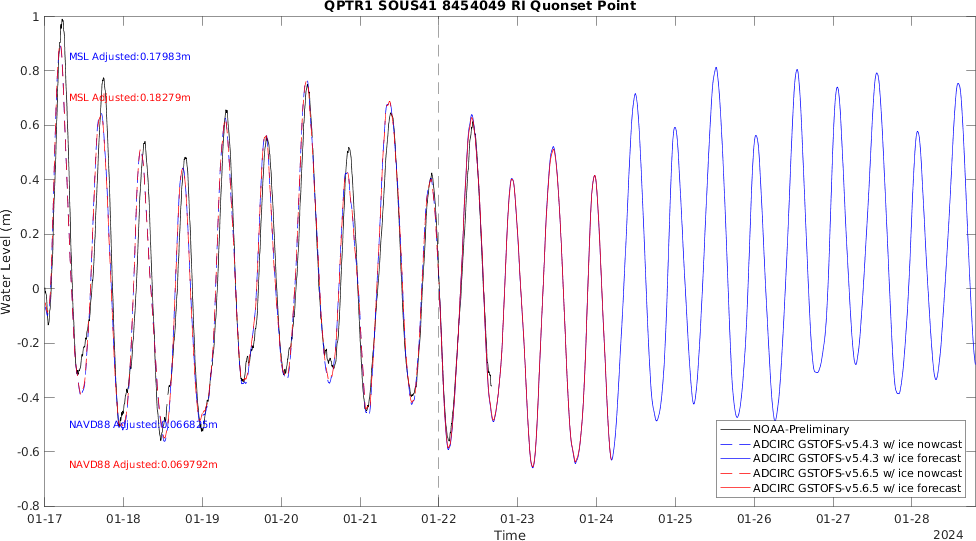 QPTR1 SOUS41 8454049 RI Quonset Point
MSL Adjusted:0.17983m
MSL Adjusted:0.18279m
NAVD88 Adjusted:0.066825m
NAVD88 Adjusted:0.069792m
Water Level (m)
1
0.8
0.6
0.4
0.2
0
-0.2
-0.4
-0.6
-0.8
NOAA-Preliminary
ADCIRC GSTOFS-v5.4.3 w/ ice nowcast
ADCIRC GSTOFS-v5.4.3 w/ ice forecast
ADCIRC GSTOFS-v5.6.5 w/ ice nowcast
ADCIRC GSTOFS-v5.6.5 w/ ice forecast
01-17 01-18 01-19 01-20 01-21 01-22 01-23 01-24 01-25 01-26 01-27 01-28
Time
2024